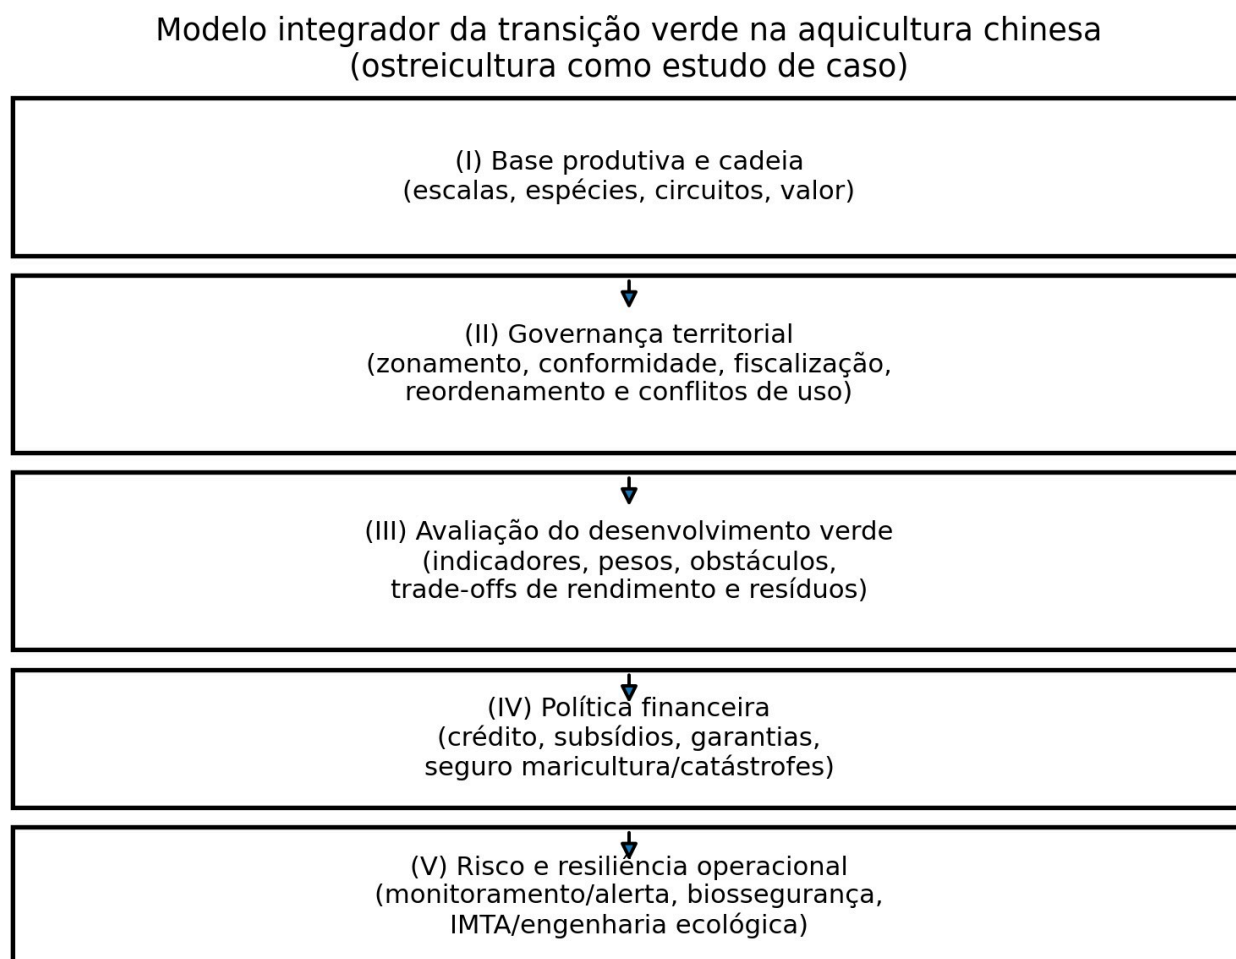 Modelo integrador da transição verde na aquicultura chinesa
(ostreicultura como estudo de caso)
(I) Base produtiva e cadeia
(escalas, espécies, circuitos, valor)
(II) Governança territorial
(zonamento, conformidade, fiscalização,
reordenamento e conflitos de uso)
(III) Avaliação do desenvolvimento verde
(indicadores, pesos, obstáculos,
trade-offs de rendimento e resíduos)
(IV) Política financeira
(crédito, subsídios, garantias,
seguro maricultura/catástrofes)
(V) Risco e resiliência operacional
(monitoramento/alerta, biossegurança,
IMTA/engenharia ecológica)